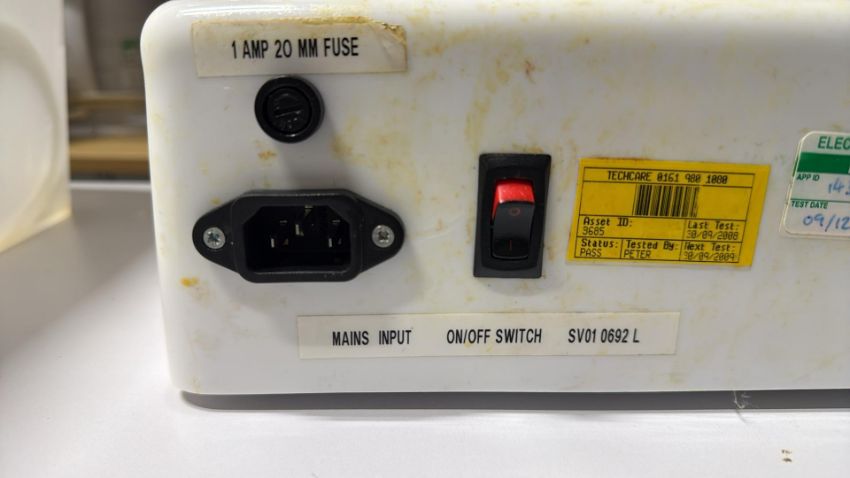 1 AMP 20 MM FUSE
MAINS INPUT ON/OFF SWITCH SV01 0692 L
TECHCARE 0161 980 1080
Asset ID:
9685
Last Test:
30/09/2008
Status:
PASS
Tested By:
PETER
Next Test:
30/09/2009
ELEC
APP ID
TEST DATE
09/12